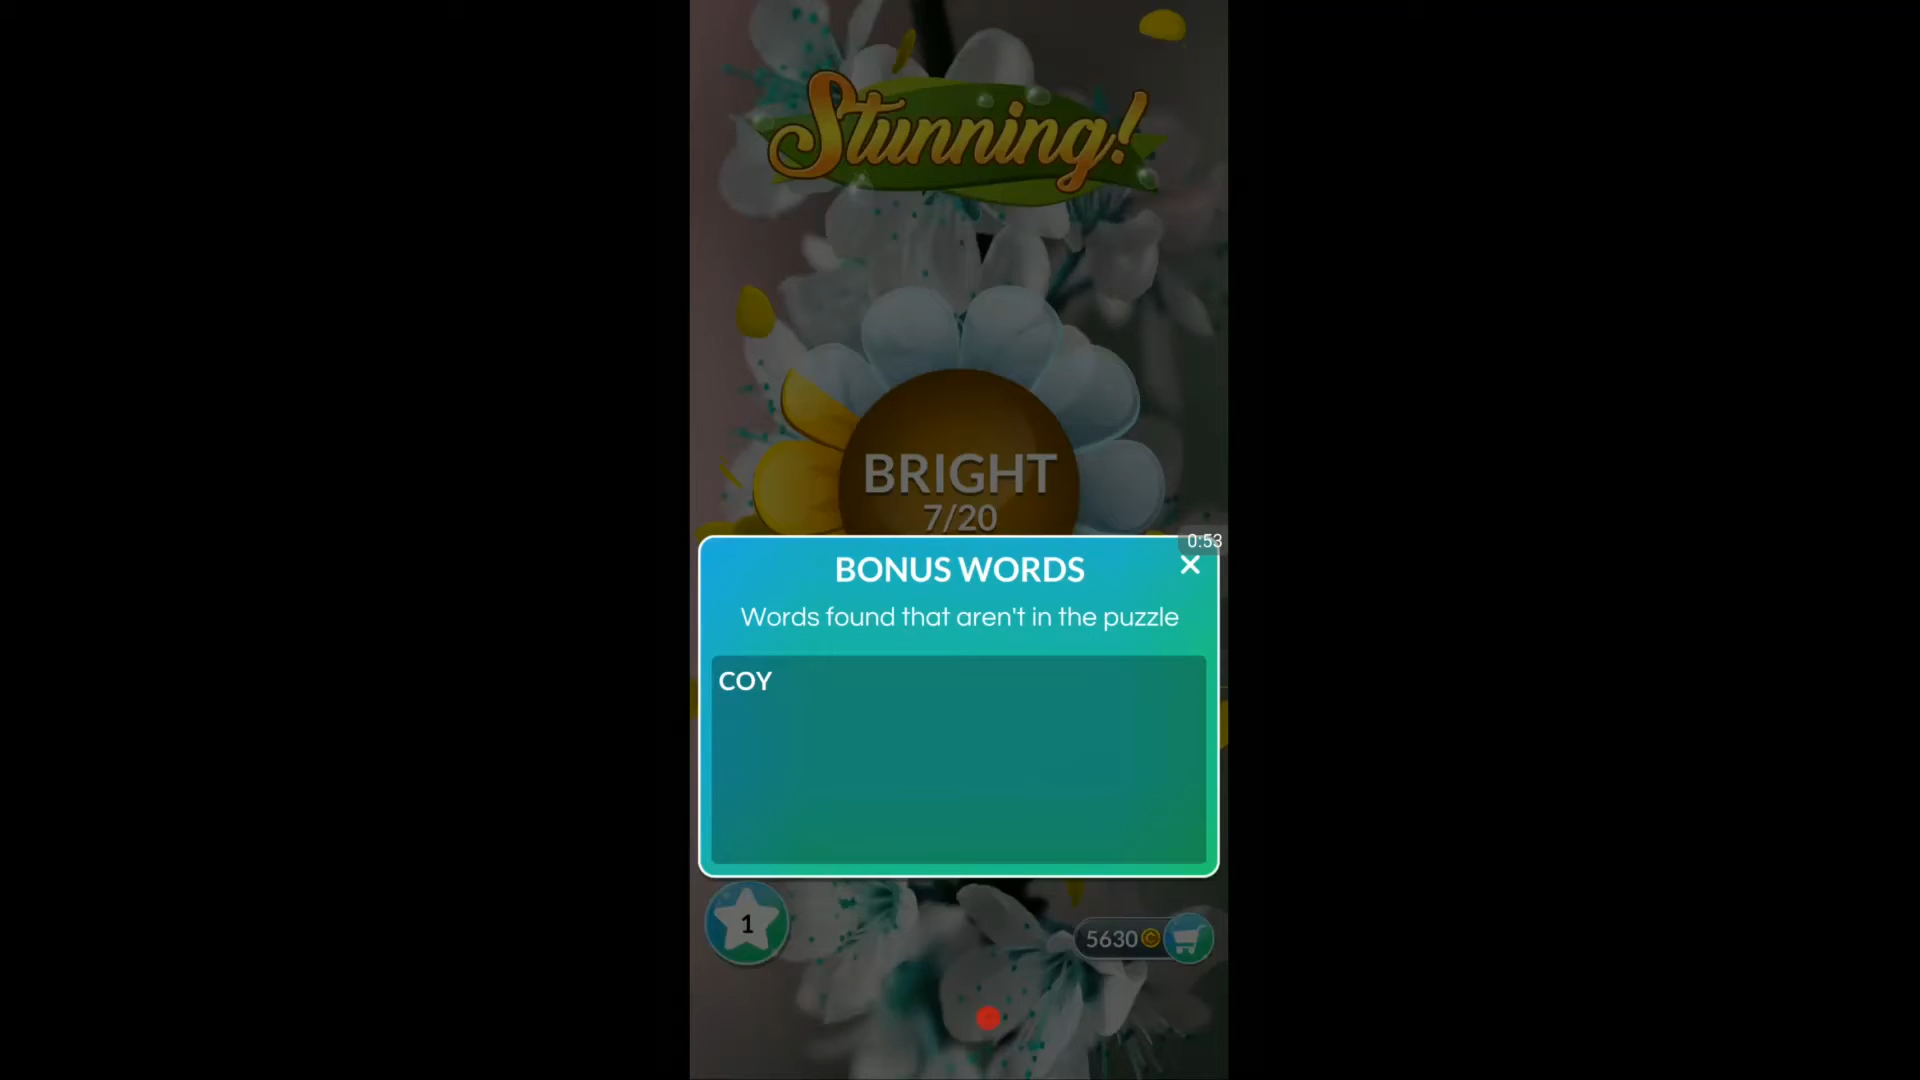 Stunning!
BRIGHT
7/20
0:53
BONUS WORDS
Words found that aren't in the puzzle
COY
1
5630